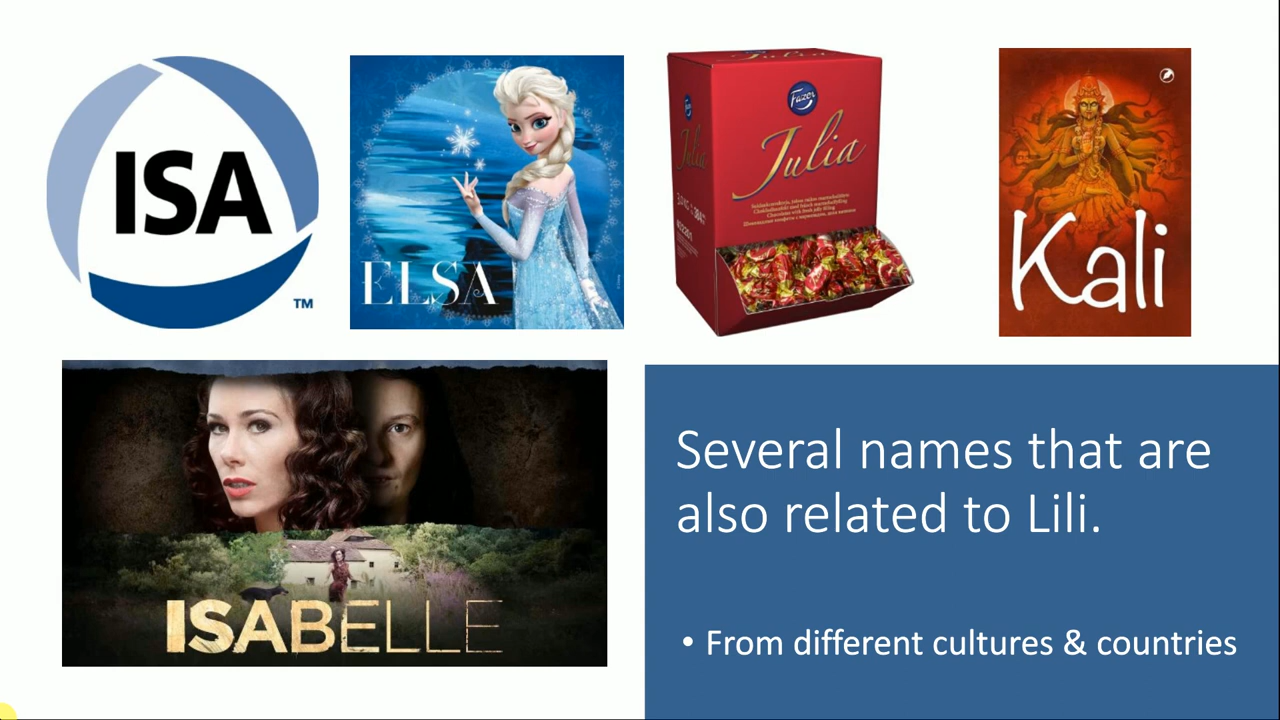 ISA
TM
ELSA
Fazer
Julia
Julia
Kali
ISABELLE
Several names that are
also related to Lili.
• From different cultures & countries